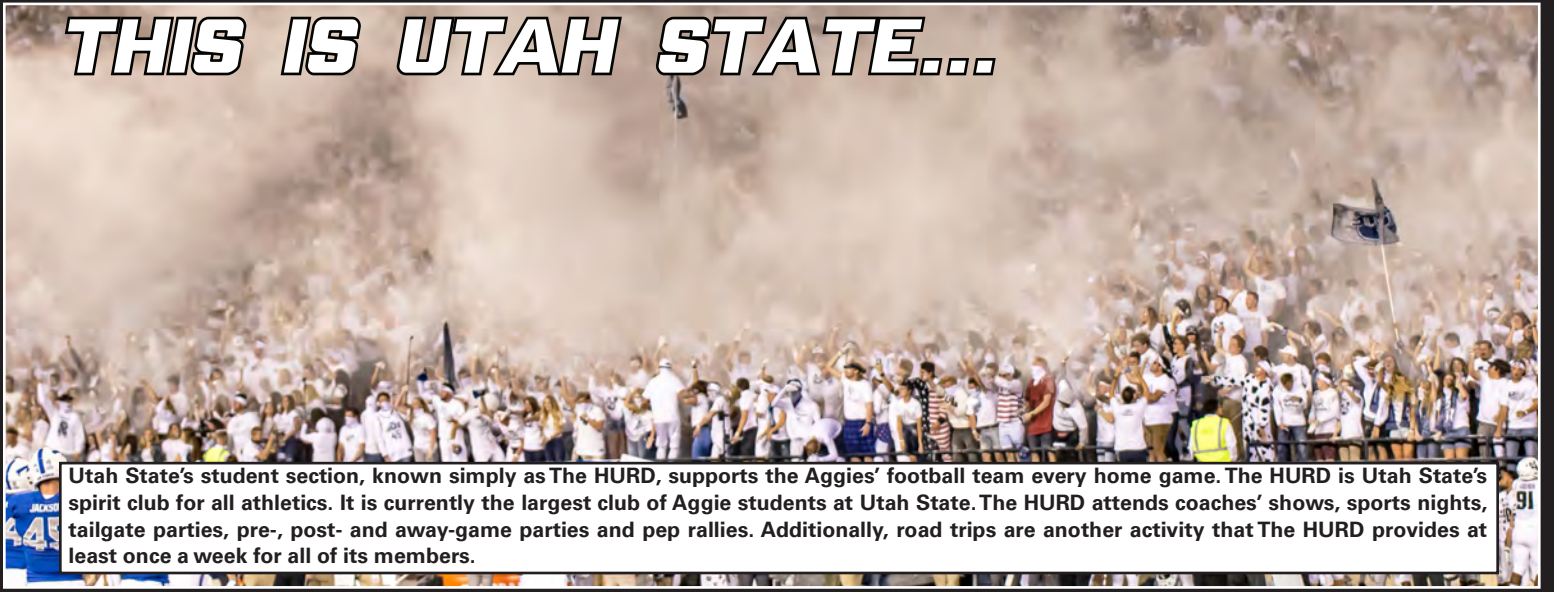 THIS IS UTAH STATE...
Utah State's student section, known simply as The HURD, supports the Aggies' football team every home game. The HURD is Utah State's
spirit club for all athletics. It is currently the largest club of Aggie students at Utah State. The HURD attends coaches' shows, sports nights,
tailgate parties, pre-, post- and away-game parties and pep rallies. Additionally, road trips are another activity that The HURD provides at
least once a week for all of its members.
JACKSO
45
91